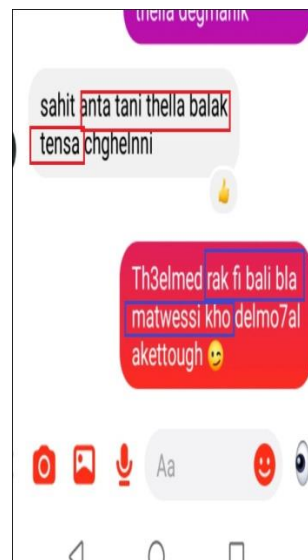 thella degmanik
sahit anta tani thella balak
tensa chghelnni
Th3elmed rak fi bali bla
matwessi kho delmo7al
akettough
Aa